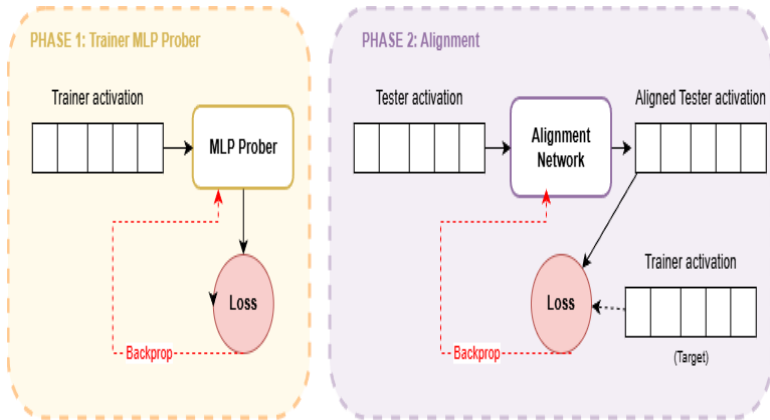 PHASE 1: Trainer MLP Prober
Trainer activation
MLP Prober
Loss
Backprop
PHASE 2: Alignment
Tester activation
Aligned Tester activation
Alignment
Network
Trainer activation
Loss
Backprop
(Target)